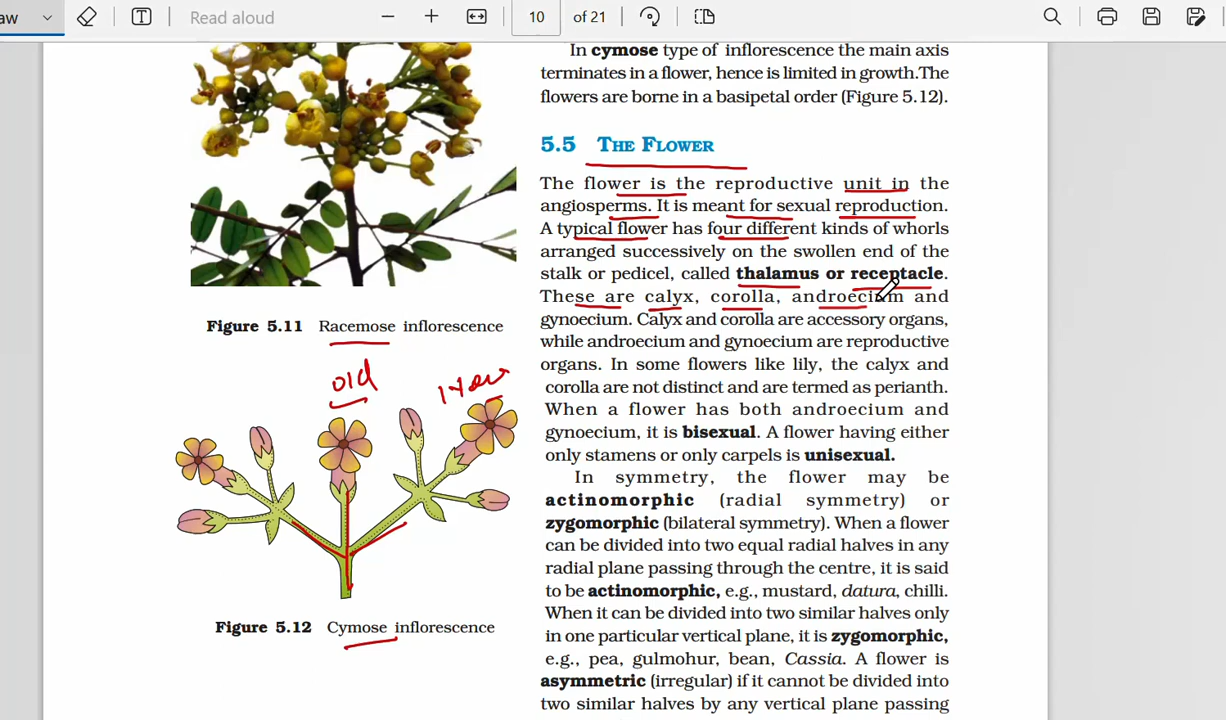 aw
Read aloud
10
of 21
In cymose type of inflorescence the main axis
terminates in a flower, hence is limited in growth.The
flowers are borne in a basipetal order (Figure 5.12).
5.5 THE FLOWER
The flower is the reproductive unit in the
angiosperms. It is meant for sexual reproduction.
A typical flower has four different kinds of whorls
arranged successively on the swollen end of the
stalk or pedicel, called thalamus or receptacle.
These are calyx, corolla, androecium and
gynoecium. Calyx and corolla are accessory organs,
while androecium and gynoecium are reproductive
organs. In some flowers like lily, the calyx and
corolla are not distinct and are termed as perianth.
When a flower has both androecium and
gynoecium, it is bisexual. A flower having either
only stamens or only carpels is unisexual.
In symmetry, the flower may be
actinomorphic (radial symmetry) or
zygomorphic (bilateral symmetry). When a flower
can be divided into two equal radial halves in any
radial plane passing through the centre, it is said
to be actinomorphic, e.g., mustard, datura, chilli.
When it can be divided into two similar halves only
in one particular vertical plane, it is zygomorphic,
e.g., pea, gulmohur, bean, Cassia. A flower is
asymmetric (irregular) if it cannot be divided into
two similar halves by any vertical plane passing
Figure 5.11 Racemose inflorescence
old
New
Figure 5.12 Cymose inflorescence